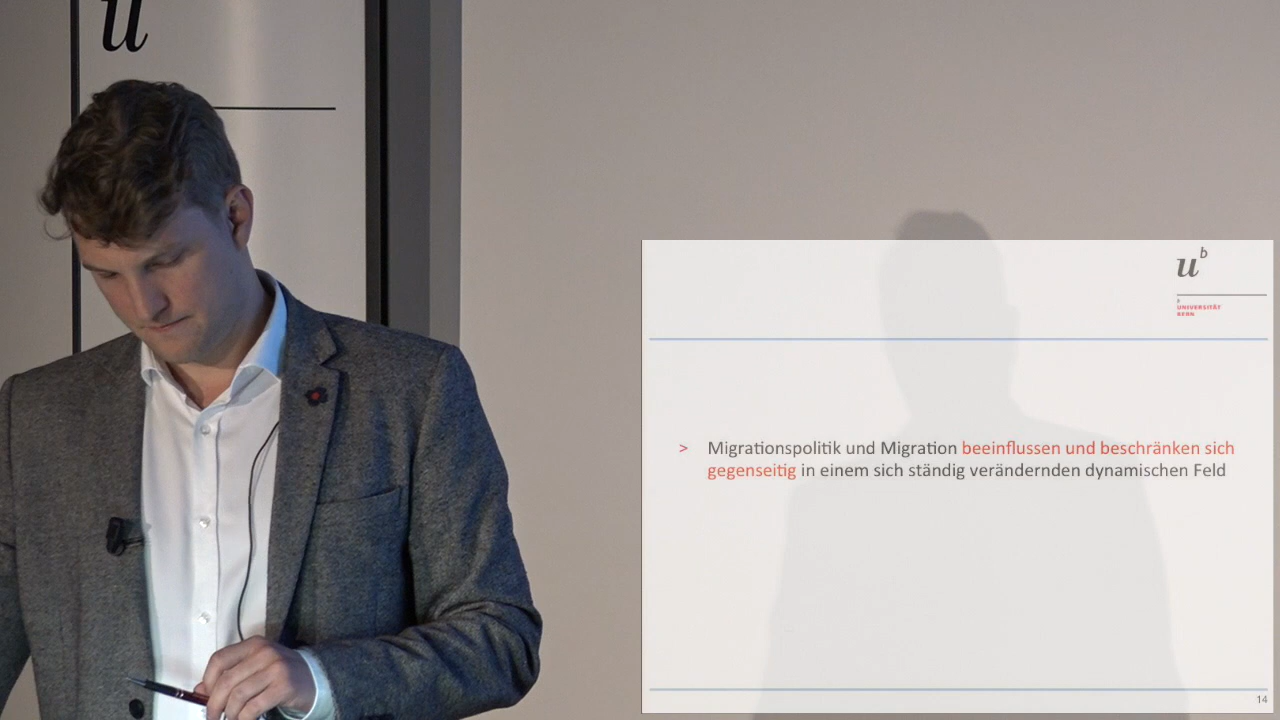 u
u b
b
UNIVERSITÄT
BERN
> Migrationspolitik und Migration beeinflussen und beschränken sich
gegenseitig in einem sich ständig verändernden dynamischen Feld
14